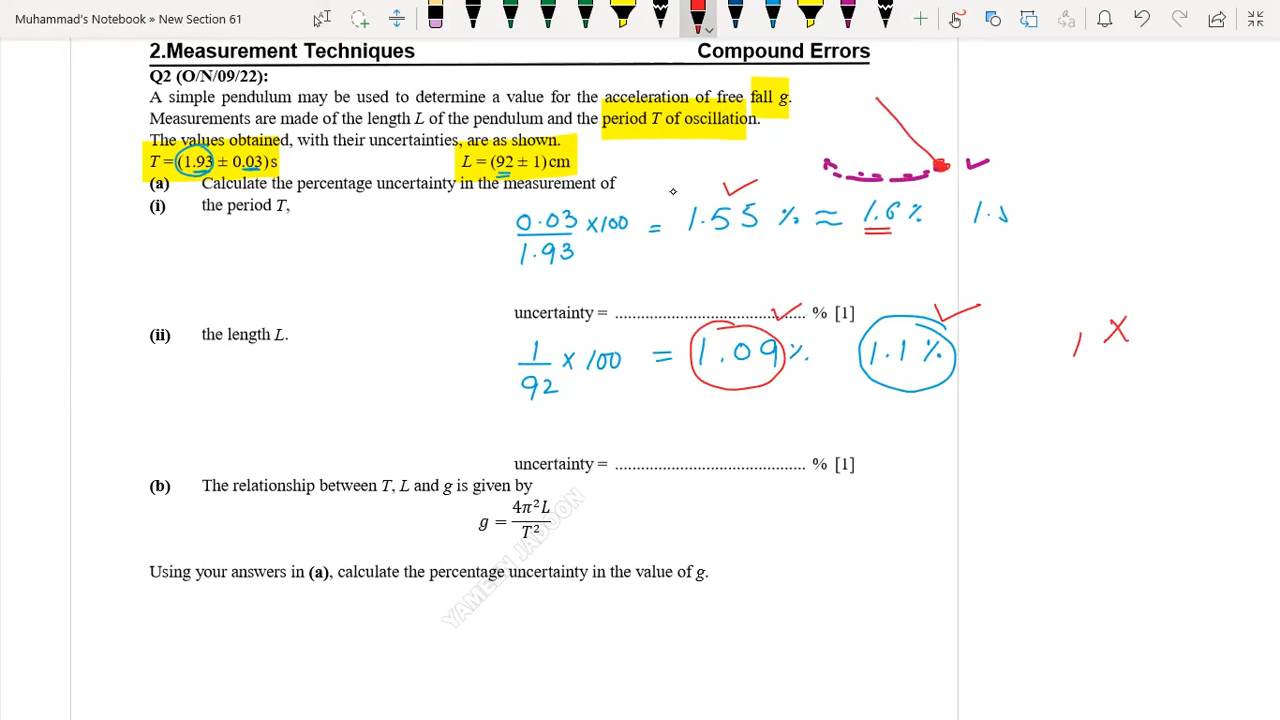 Muhammad's Notebook » New Section 61
2.Measurement Techniques Compound Errors
Q2 (O/N/09/22):
A simple pendulum may be used to determine a value for the acceleration of free fall g.
Measurements are made of the length L of the pendulum and the period T of oscillation.
The values obtained, with their uncertainties, are as shown.
T = (1.93 ± 0.03) s L = (92 ± 1) cm
(a) Calculate the percentage uncertainty in the measurement of
(i) the period T,
0.03/1.93 ×100 = 1.55 % ≈ 1.6 %
uncertainty = ............................................ % [1]
(ii) the length L.
1/92 × 100 = 1.09 % 1.1 %
uncertainty = ............................................ % [1]
(b) The relationship between T, L and g is given by
g = 4π²L/T²
Using your answers in (a), calculate the percentage uncertainty in the value of g.
YAMEEN JADOON